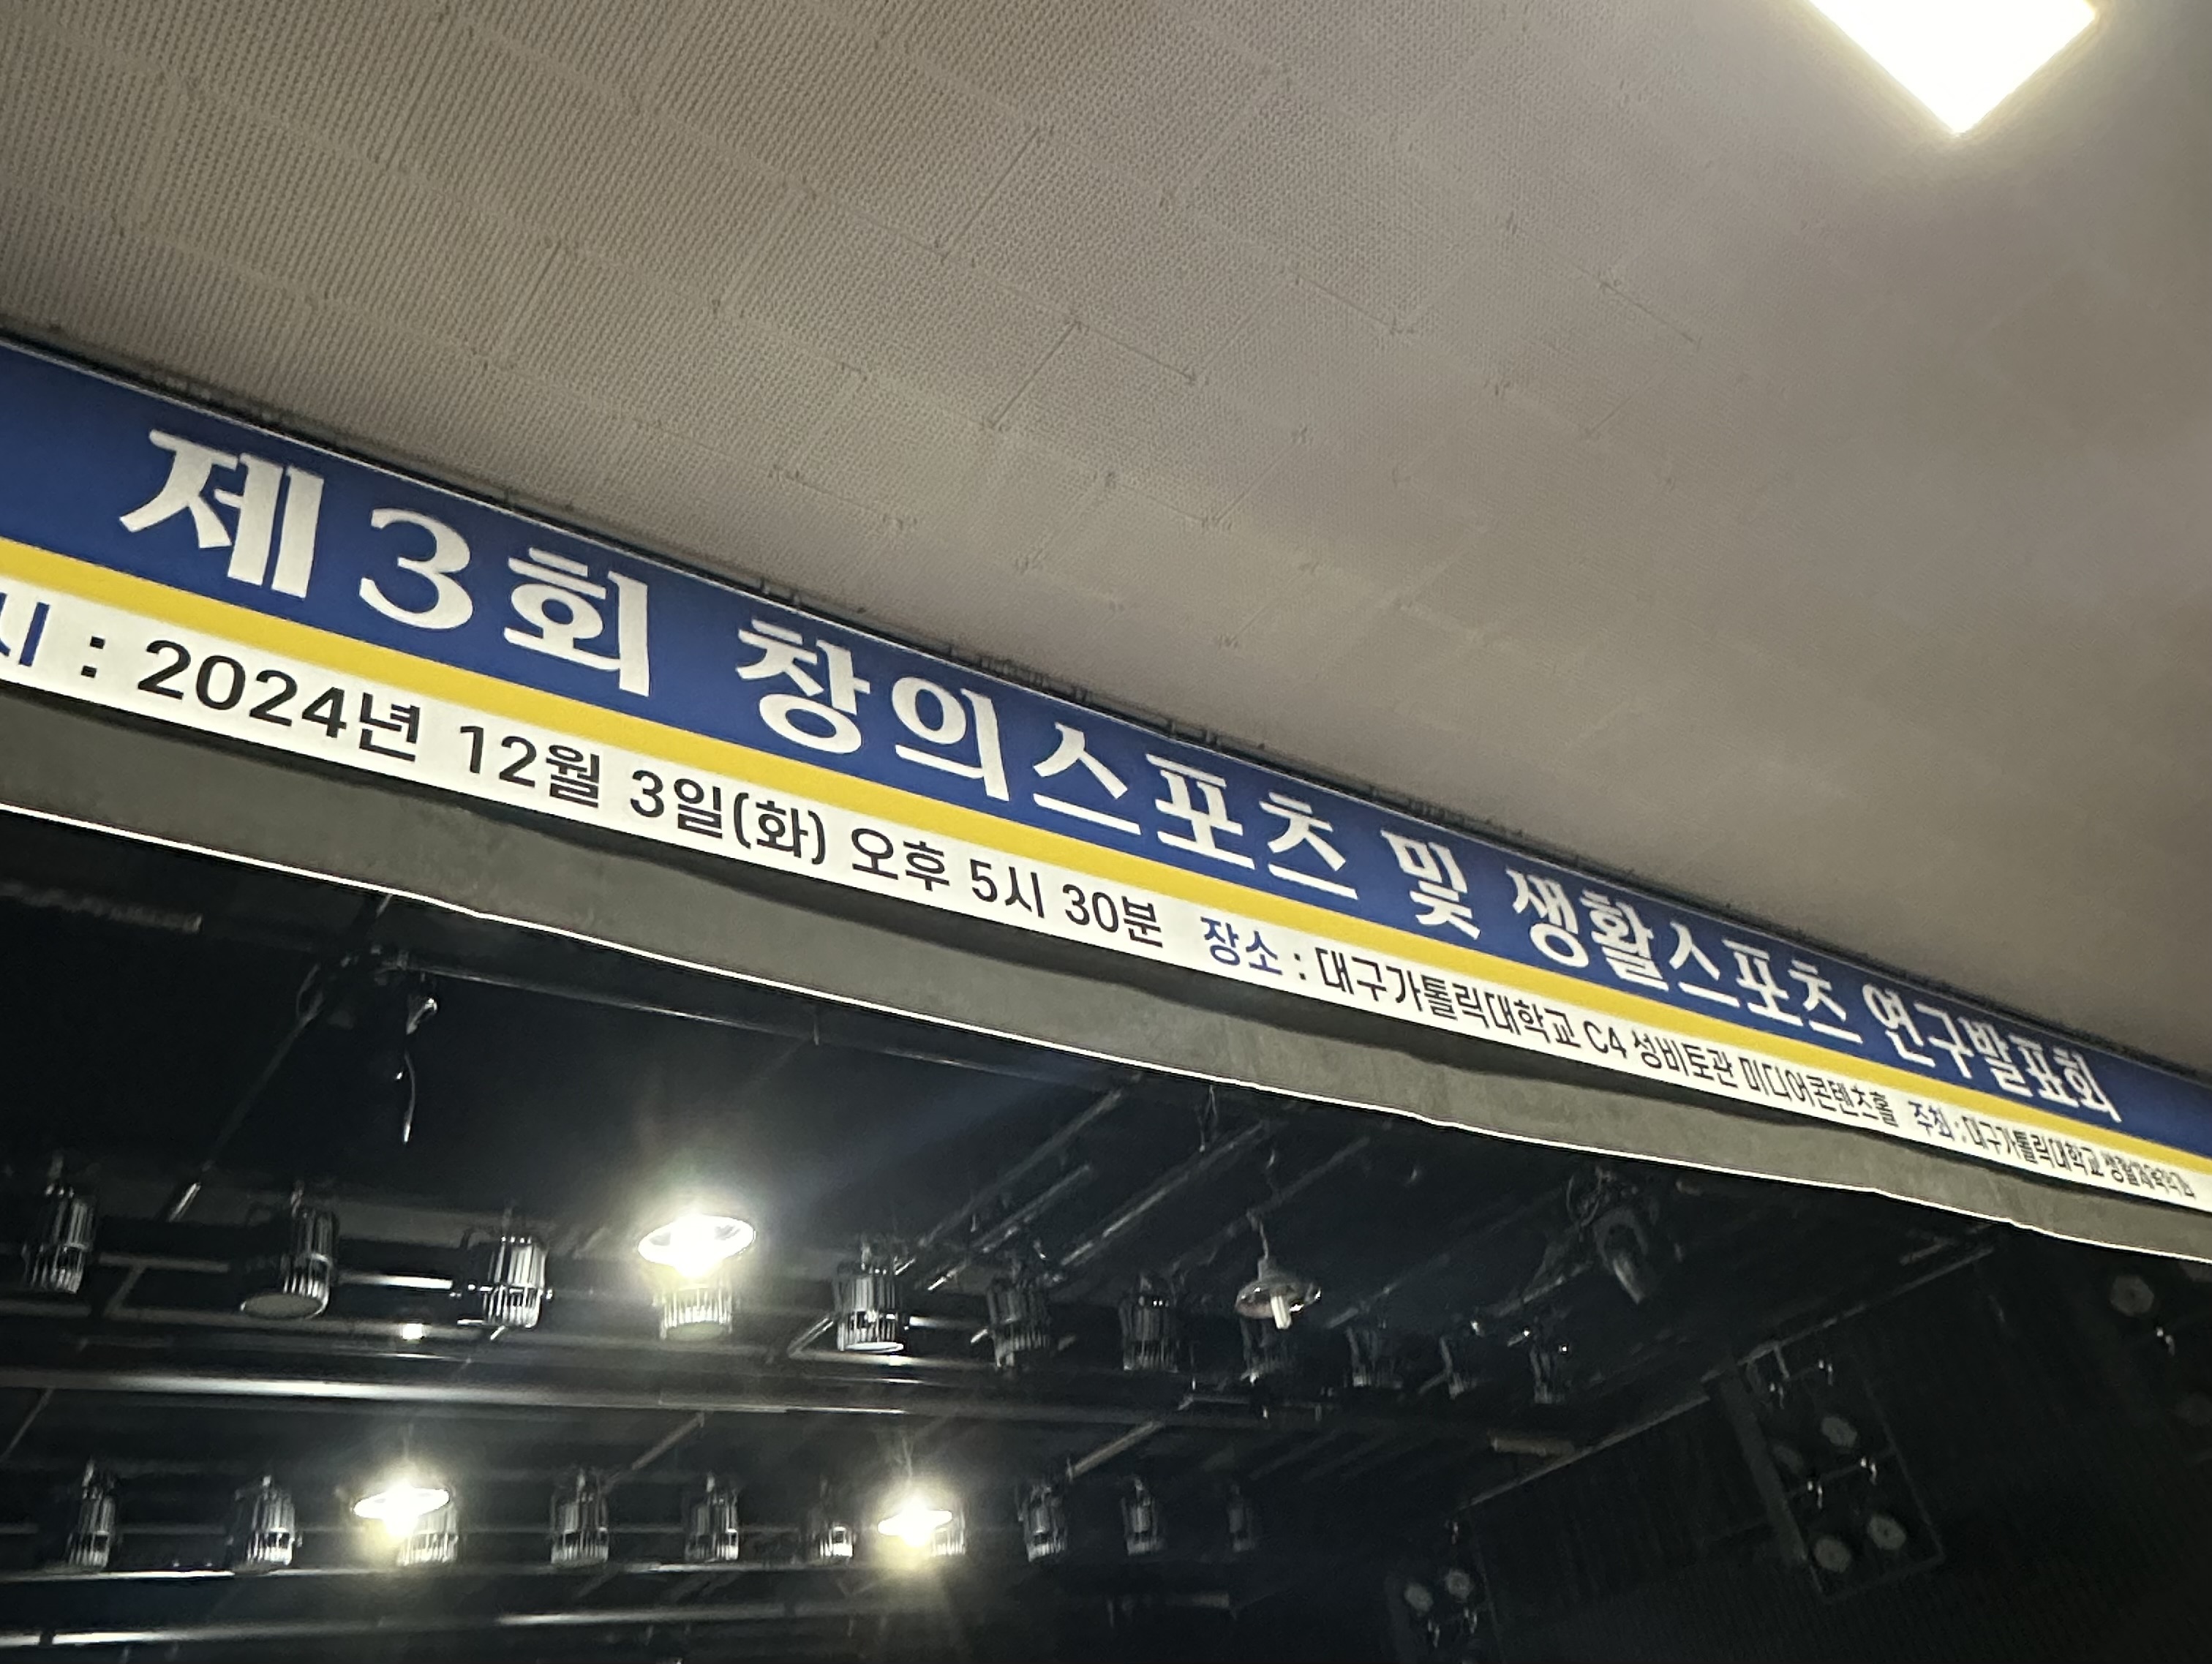 제3회 창의스포츠 및 생활스포츠 연구발표회
시 : 2024년 12월 3일(화) 오후 5시 30분 장소 : 대구가톨릭대학교 C4 성비토관 미디어콘텐츠홀 주최 : 대구가톨릭대학교